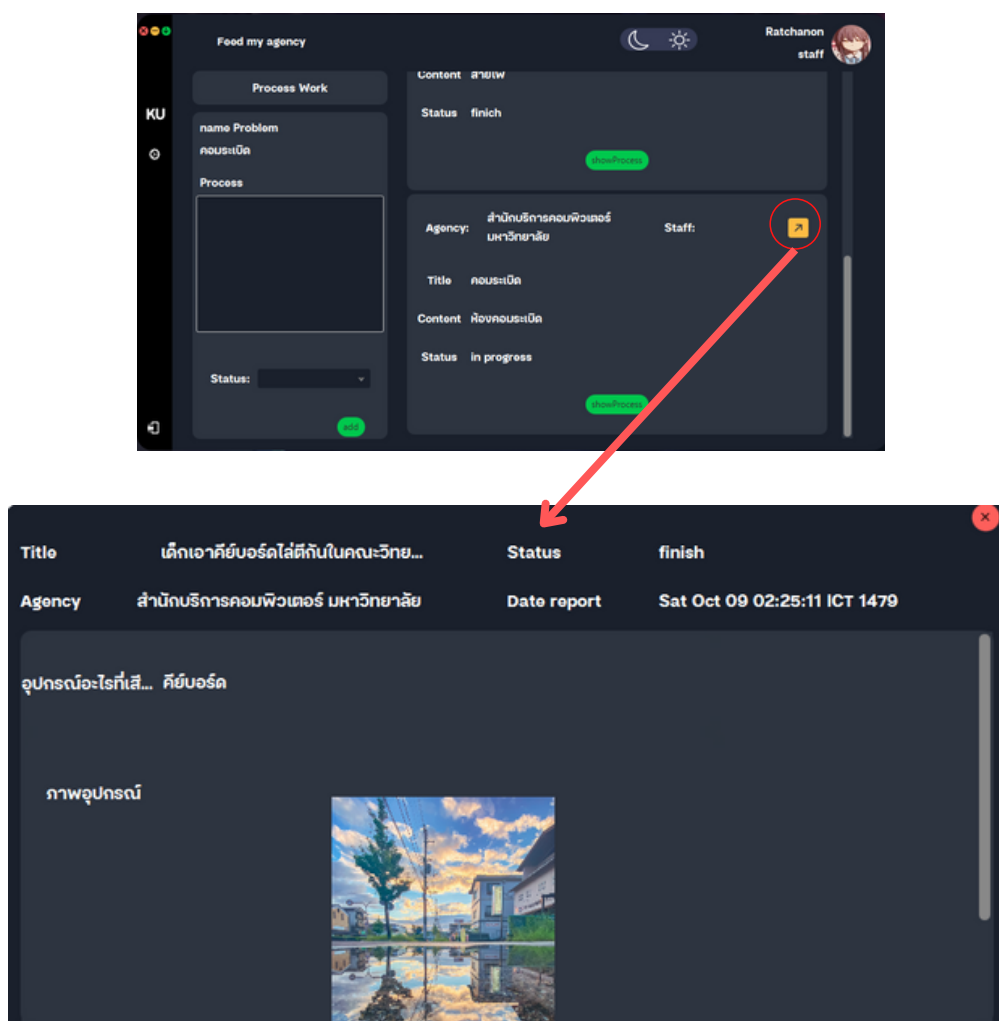 Feed my agency
Ratchanon
staff
KU
Process Work
name Problem
คอมระเบิด
Process
Status:
add
Content สายไฟ
Status finich
showProcess
Agency: สำนักบริการคอมพิวเตอร์
มหาวิทยาลัย
Staff:
Title คอมระเบิด
Content ห้องคอมระเบิด
Status in progress
showProcess
Title เด็กเอาคีย์บอร์ดไล่ตีกันในคณะวิทย... Status finish
Agency สำนักบริการคอมพิวเตอร์ มหาวิทยาลัย Date report Sat Oct 09 02:25:11 ICT 1479
อุปกรณ์อะไรที่เสี... คีย์บอร์ด
ภาพอุปกรณ์